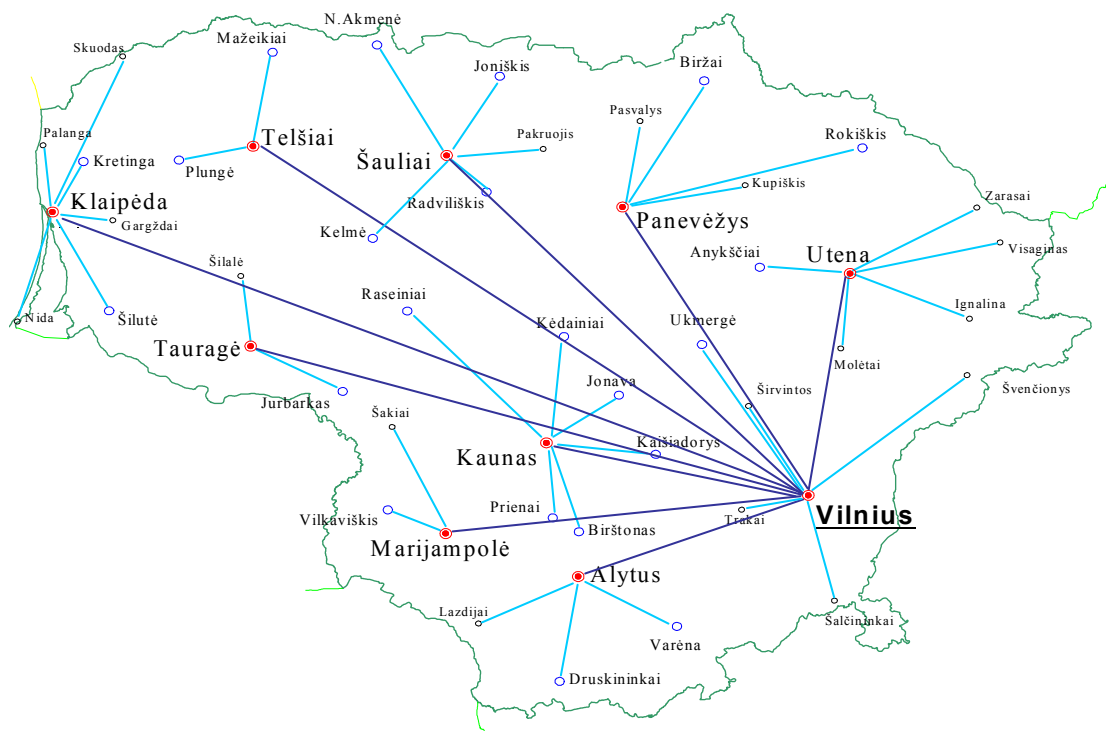 N.Akmenė
Mažeikiai
Skuodas
Joniškis
Biržai
Pasvalys
Palanga
Telšiai
Šauliai
Pakruojis
Rokiškis
Kretinga
Plungė
Kupiškis
Klaipėda
Radviliškis
Panevėžys
Zarasai
Gargždai
Kelmė
Anykščiai
Utena
Visaginas
Šilalė
Raseiniai
Ignalina
Nida
Šilutė
Kėdainiai
Ukmergė
Tauragė
Molėtai
Jonava
Širvintos
Švenčionys
Jurbarkas
Šakiai
Kaunas
Kaišiadorys
Vilkaviškis
Prienai
Trakai
Vilnius
Birštonas
Marijampolė
Alytus
Lazdijai
Šalčininkai
Varėna
Druskininkai